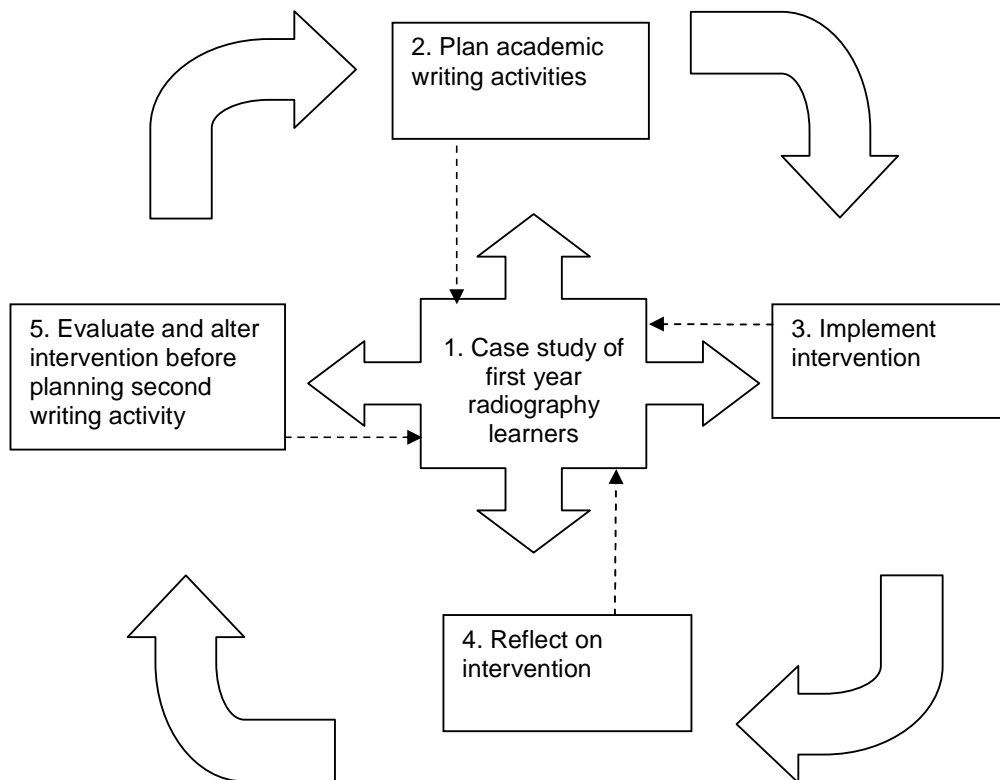 2. Plan academic
writing activities
5. Evaluate and alter
intervention before
planning second
writing activity
1. Case study of
first year
radiography
learners
3. Implement
intervention
4. Reflect on
intervention